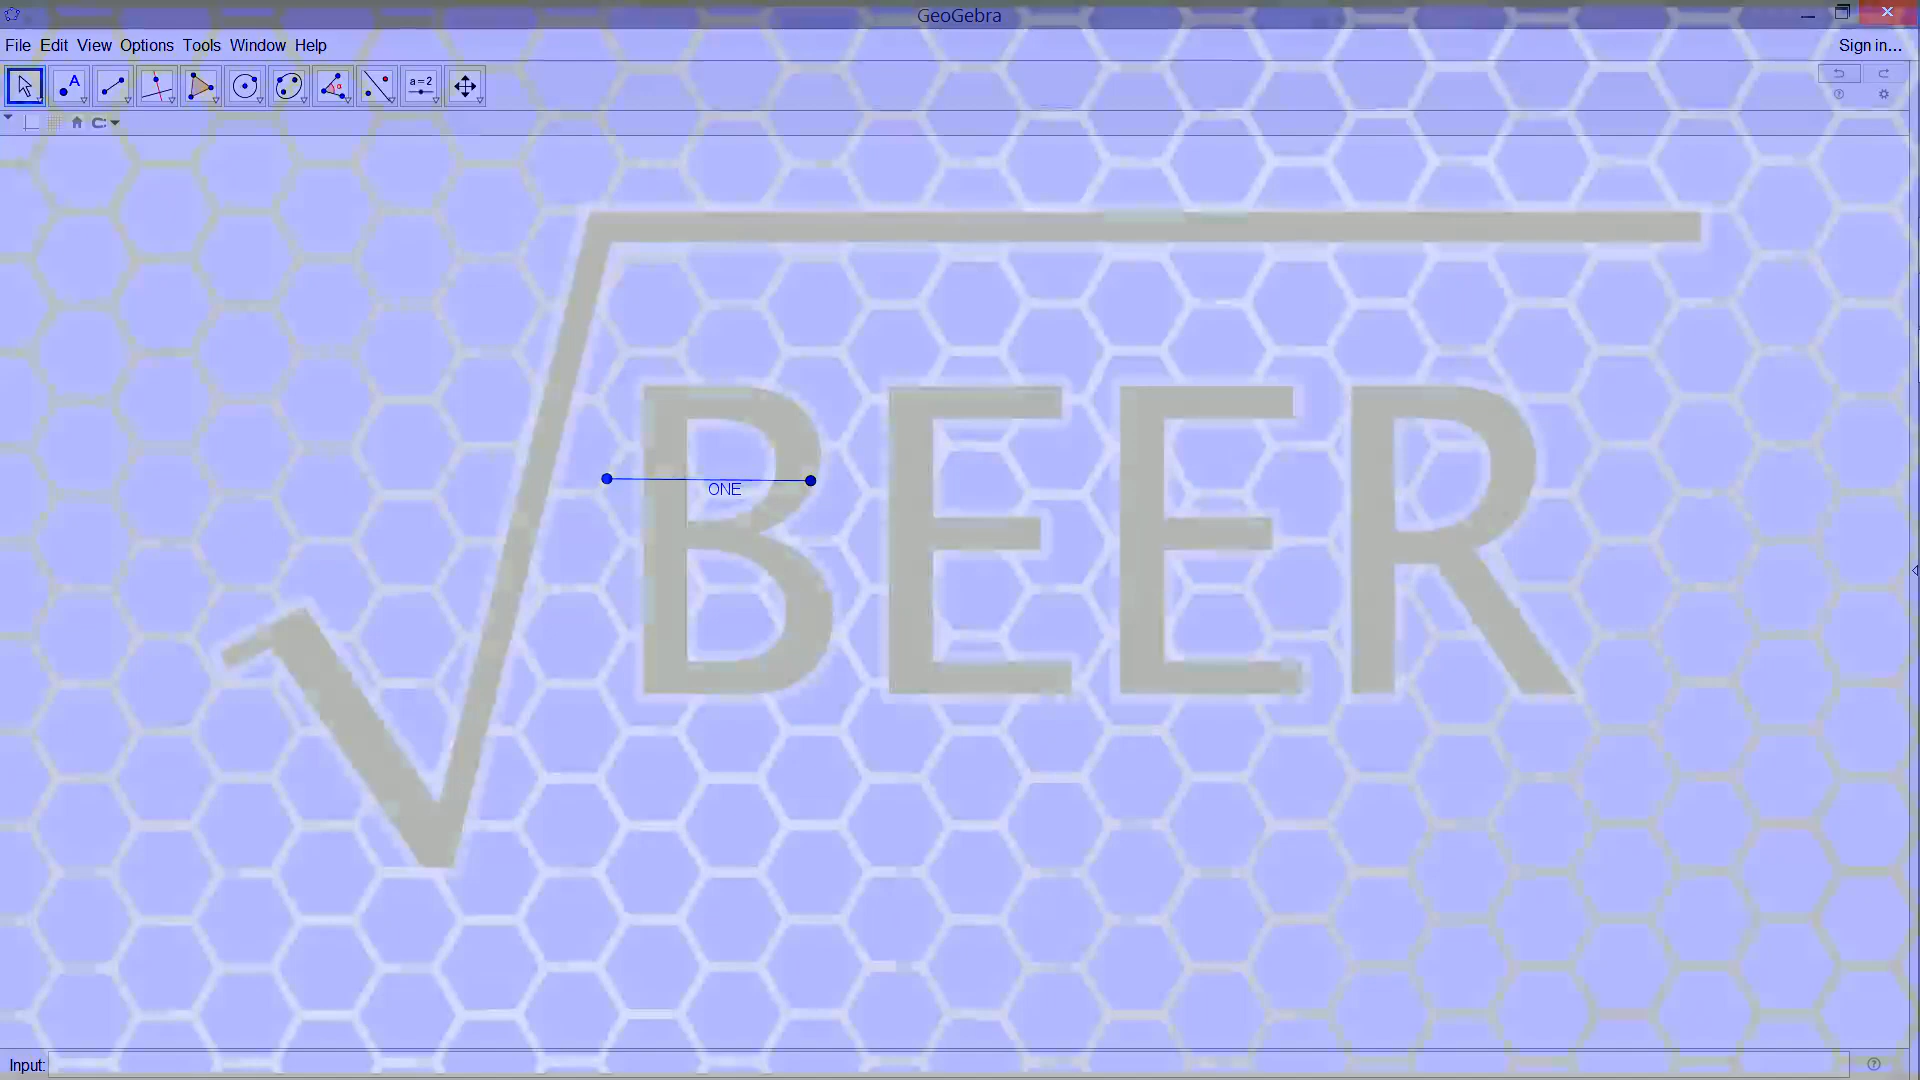 GeoGebra
File Edit View Options Tools Window Help
Sign in...
A
α
a=2
√BEER
ONE
Input: